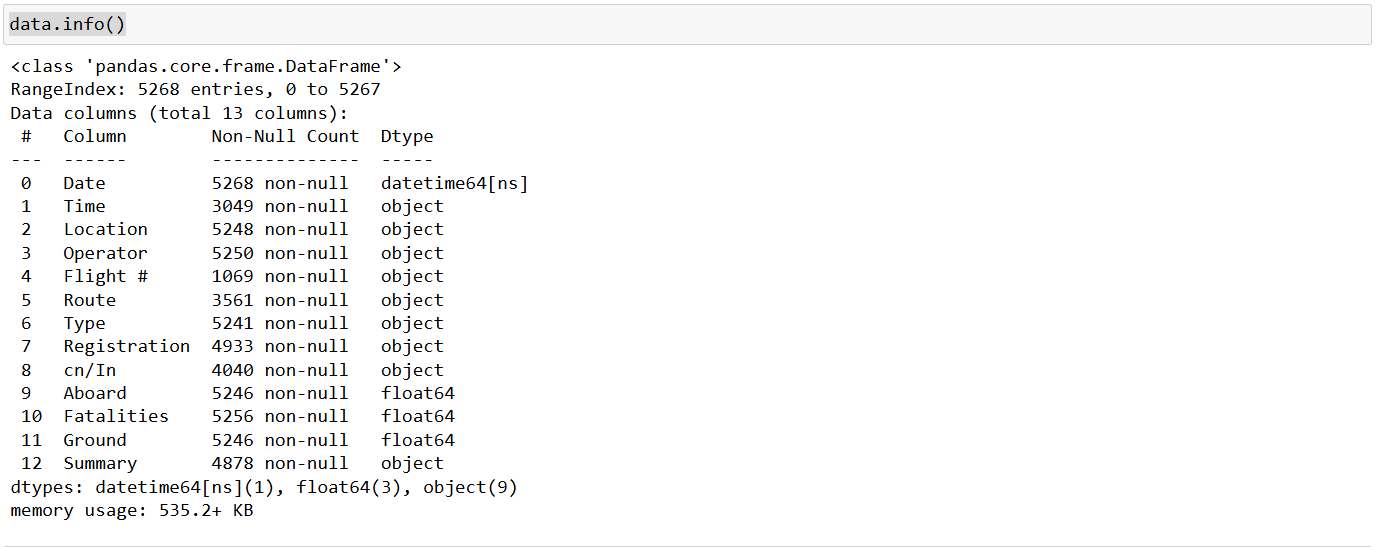 data.info()
<class 'pandas.core.frame.DataFrame'>
RangeIndex: 5268 entries, 0 to 5267
Data columns (total 13 columns):
 #   Column        Non-Null Count  Dtype
---  ------        --------------  -----
 0   Date          5268 non-null   datetime64[ns]
 1   Time          3049 non-null   object
 2   Location      5248 non-null   object
 3   Operator      5250 non-null   object
 4   Flight #      1069 non-null   object
 5   Route         3561 non-null   object
 6   Type          5241 non-null   object
 7   Registration  4933 non-null   object
 8   cn/In         4040 non-null   object
 9   Aboard        5246 non-null   float64
 10  Fatalities    5256 non-null   float64
 11  Ground        5246 non-null   float64
 12  Summary       4878 non-null   object
dtypes: datetime64[ns](1), float64(3), object(9)
memory usage: 535.2+ KB